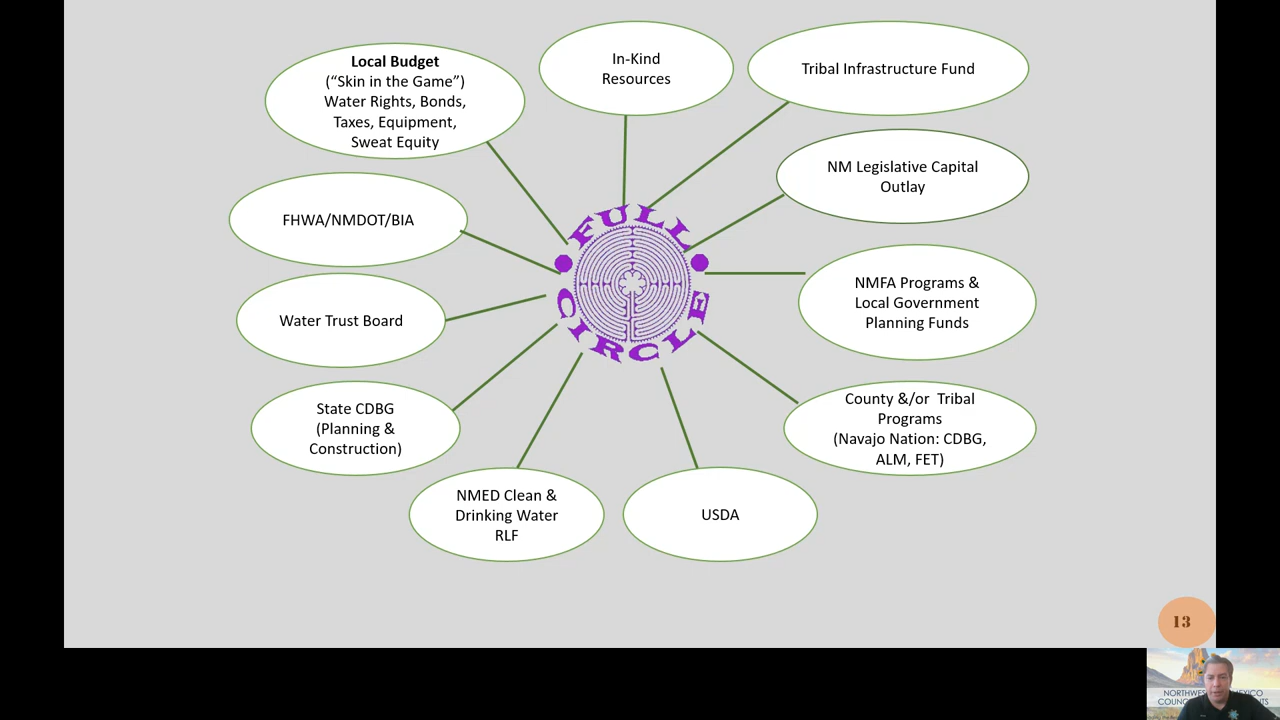 Local Budget
(“Skin in the Game”)
Water Rights, Bonds,
Taxes, Equipment,
Sweat Equity
In-Kind
Resources
Tribal Infrastructure Fund
NM Legislative Capital
Outlay
FHWA/NMDOT/BIA
FULL
CIRCLE
NMFA Programs &
Local Government
Planning Funds
Water Trust Board
County &/or Tribal
Programs
(Navajo Nation: CDBG,
ALM, FET)
State CDBG
(Planning &
Construction)
NMED Clean &
Drinking Water
RLF
USDA
13